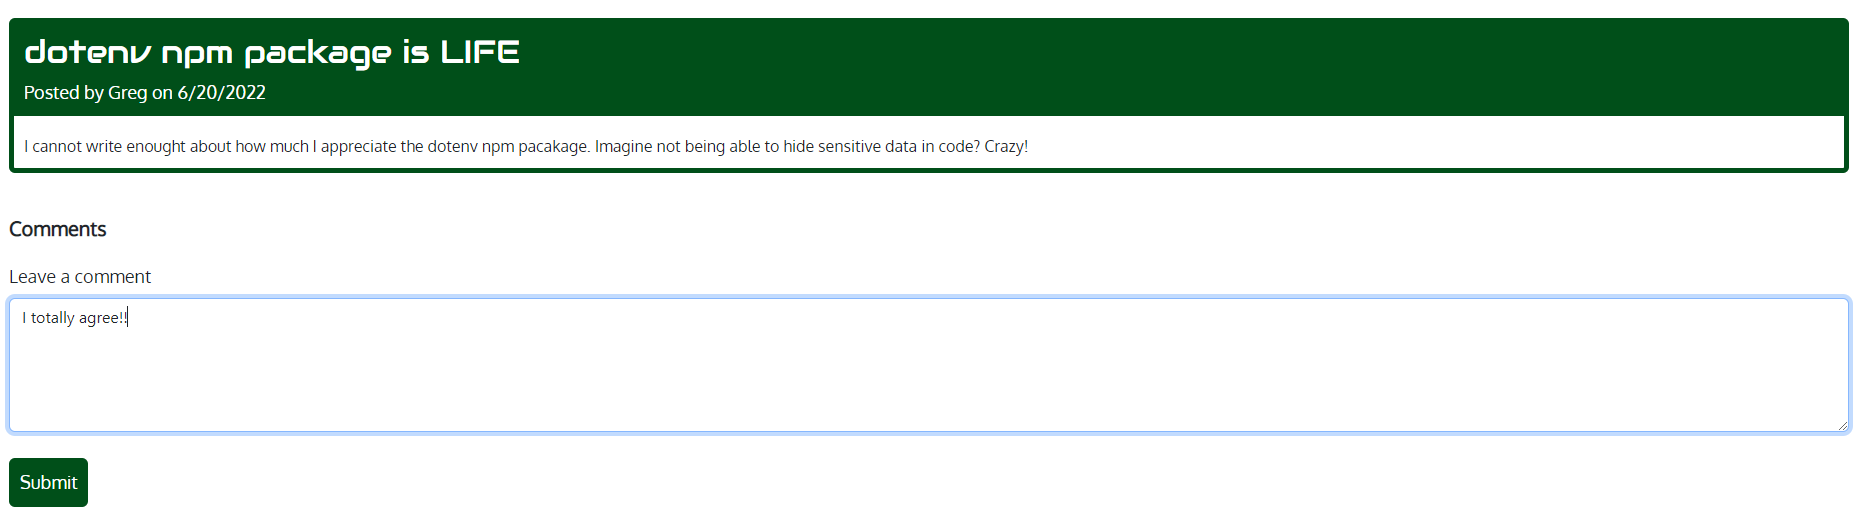 dotenv npm package is LIFE
Posted by Greg on 6/20/2022
I cannot write enought about how much I appreciate the dotenv npm pacakage. Imagine not being able to hide sensitive data in code? Crazy!
Comments
Leave a comment
I totally agree!!
Submit